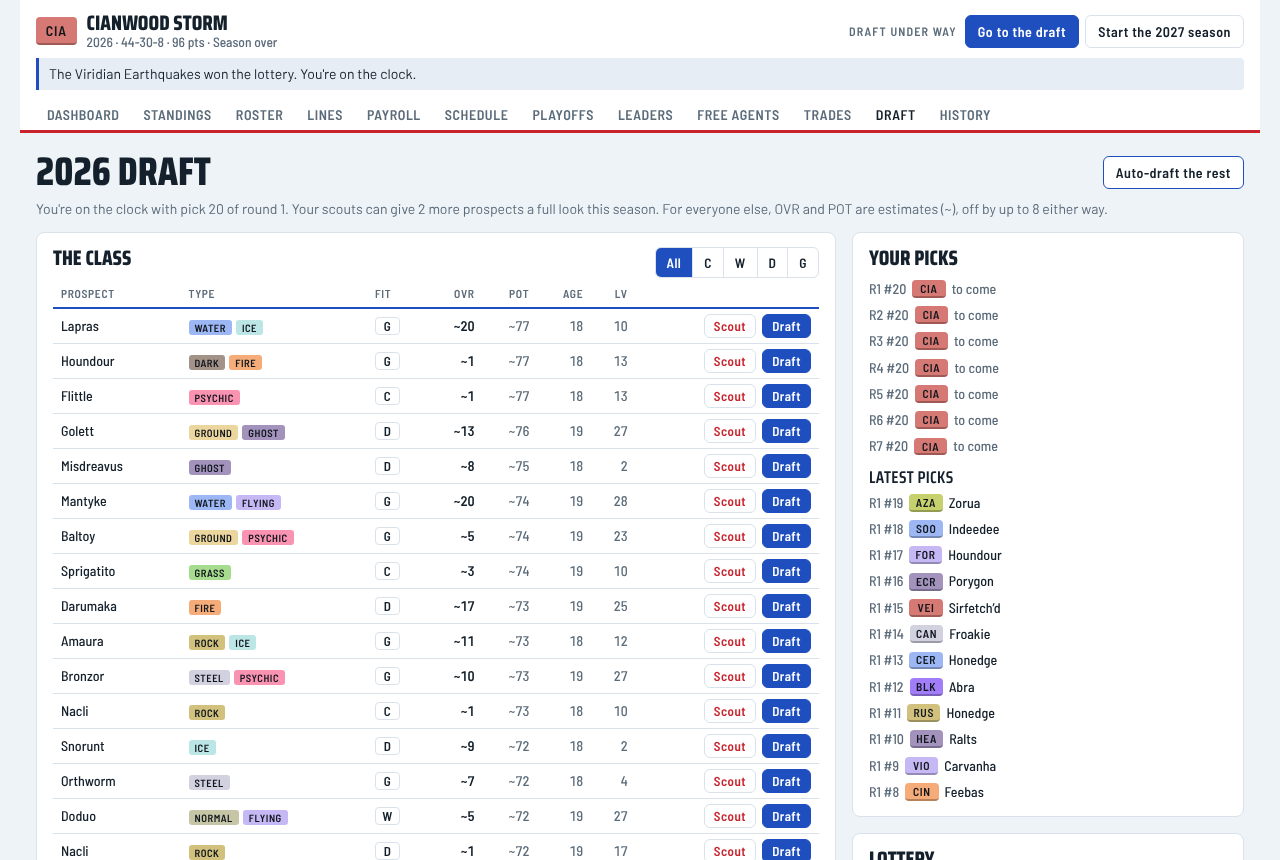 CIA
CIANWOOD STORM
2026 · 44-30-8 · 96 pts · Season over
DRAFT UNDER WAY
Go to the draft
Start the 2027 season
The Viridian Earthquakes won the lottery. You're on the clock.
DASHBOARD STANDINGS ROSTER LINES PAYROLL SCHEDULE PLAYOFFS LEADERS FREE AGENTS TRADES DRAFT HISTORY
2026 DRAFT
Auto-draft the rest
You're on the clock with pick 20 of round 1. Your scouts can give 2 more prospects a full look this season. For everyone else, OVR and POT are estimates (~), off by up to 8 either way.
THE CLASS
All C W D G
PROSPECT TYPE FIT OVR POT AGE LV
Lapras WATER ICE G ~20 ~77 18 10 Scout Draft
Houndour DARK FIRE G ~1 ~77 18 13 Scout Draft
Flittle PSYCHIC C ~1 ~77 18 13 Scout Draft
Golett GROUND GHOST D ~13 ~76 19 27 Scout Draft
Misdreavus GHOST D ~8 ~75 18 2 Scout Draft
Mantyke WATER FLYING G ~20 ~74 19 28 Scout Draft
Baltoy GROUND PSYCHIC G ~5 ~74 19 23 Scout Draft
Sprigatito GRASS C ~3 ~74 19 10 Scout Draft
Darumaka FIRE D ~17 ~73 19 25 Scout Draft
Amaura ROCK ICE G ~11 ~73 18 12 Scout Draft
Bronzor STEEL PSYCHIC G ~10 ~73 19 27 Scout Draft
Nacli ROCK C ~1 ~73 18 10 Scout Draft
Snorunt ICE D ~9 ~72 18 2 Scout Draft
Orthworm STEEL G ~7 ~72 18 4 Scout Draft
Doduo NORMAL FLYING W ~5 ~72 19 27 Scout Draft
Nacli ROCK D ~1 ~72 19 17 Scout Draft
YOUR PICKS
R1 #20 CIA to come
R2 #20 CIA to come
R3 #20 CIA to come
R4 #20 CIA to come
R5 #20 CIA to come
R6 #20 CIA to come
R7 #20 CIA to come
LATEST PICKS
R1 #19 AZA Zorua
R1 #18 SOO Indeedee
R1 #17 FOR Houndour
R1 #16 ECR Porygon
R1 #15 VEI Sirfetch'd
R1 #14 CAN Froakie
R1 #13 CER Honedge
R1 #12 BLK Abra
R1 #11 RUS Honedge
R1 #10 HEA Ralts
R1 #9 VIO Carvanha
R1 #8 CIN Feebas
LOTTERY